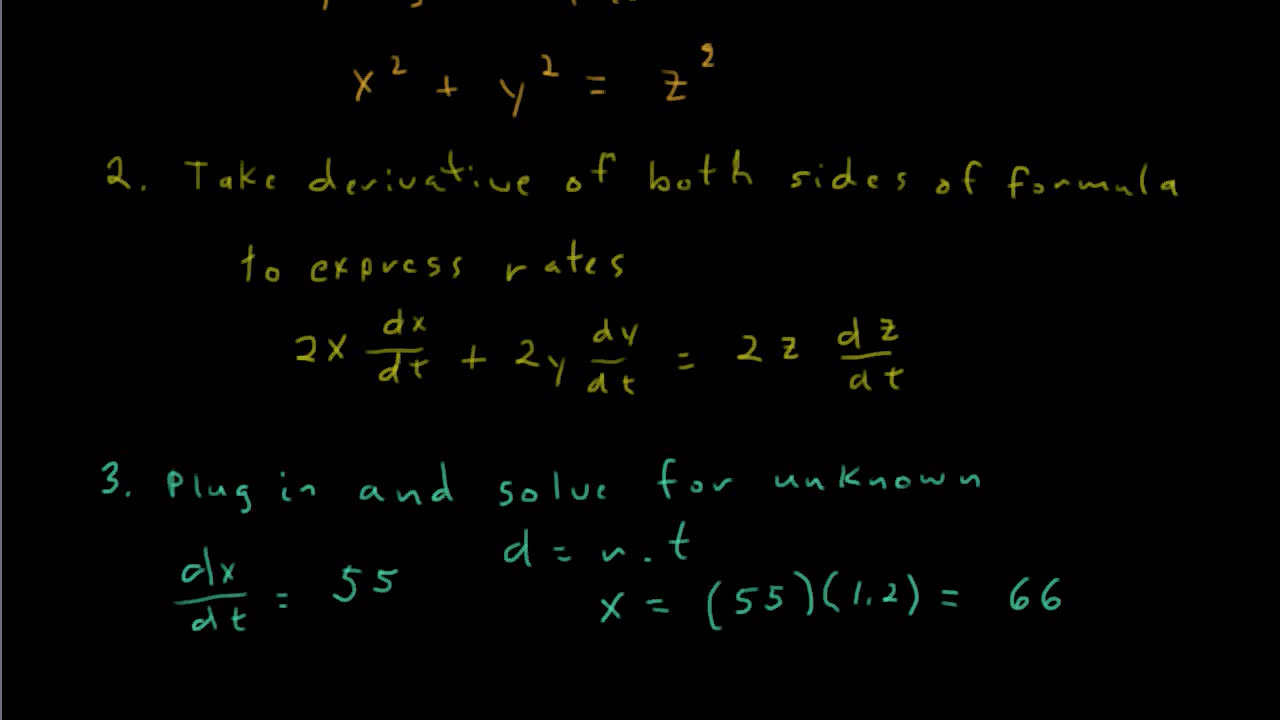 x² + y² = z²
2. Take derivative of both sides of formula
to express rates
2x dx/dt + 2y dy/dt = 2z dz/dt
3. Plug in and solve for unknown
d = r . t
dx/dt = 55
x = (55)(1.2) = 66